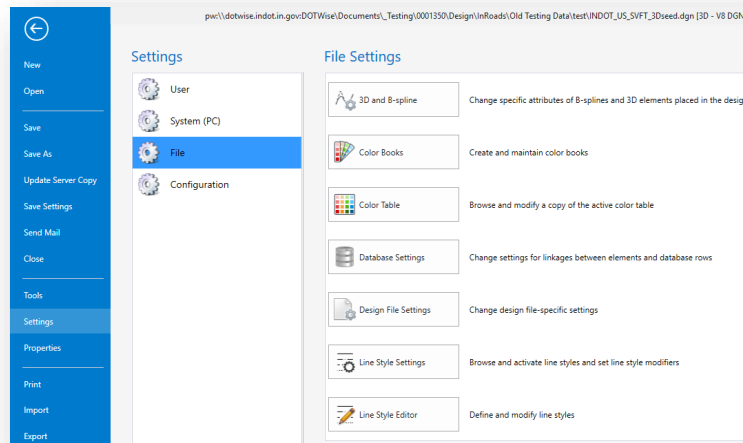 pw:\\dotwise.indot.in.gov:DOTWise\Documents\_Testing\0001350\Design\InRoads\Old Testing Data\test\INDOT_US_SVFT_3Dseed.dgn [3D - V8 DGN
New
Open
Save
Save As
Update Server Copy
Save Settings
Send Mail
Close
Tools
Settings
Properties
Print
Import
Export
Settings
User
System (PC)
File
Configuration
File Settings
3D and B-spline
Change specific attributes of B-splines and 3D elements placed in the desig
Color Books
Create and maintain color books
Color Table
Browse and modify a copy of the active color table
Database Settings
Change settings for linkages between elements and database rows
Design File Settings
Change design file-specific settings
Line Style Settings
Browse and activate line styles and set line style modifiers
Line Style Editor
Define and modify line styles